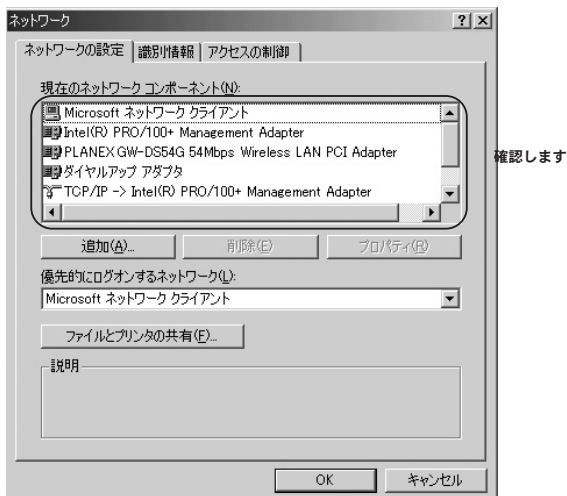 ネットワーク
ネットワークの設定 識別情報 アクセスの制御
現在のネットワーク コンポーネント(N):
Microsoft ネットワーク クライアント
Intel(R) PRO/100+ Management Adapter
PLANEX GW-DS54G 54Mbps Wireless LAN PCI Adapter
ダイヤルアップ アダプタ
TCP/IP -> Intel(R) PRO/100+ Management Adapter
確認します
追加(A)... 削除(E) プロパティ(R)
優先的にログオンするネットワーク(L):
Microsoft ネットワーク クライアント
ファイルとプリンタの共有(F)...
説明
OK キャンセル